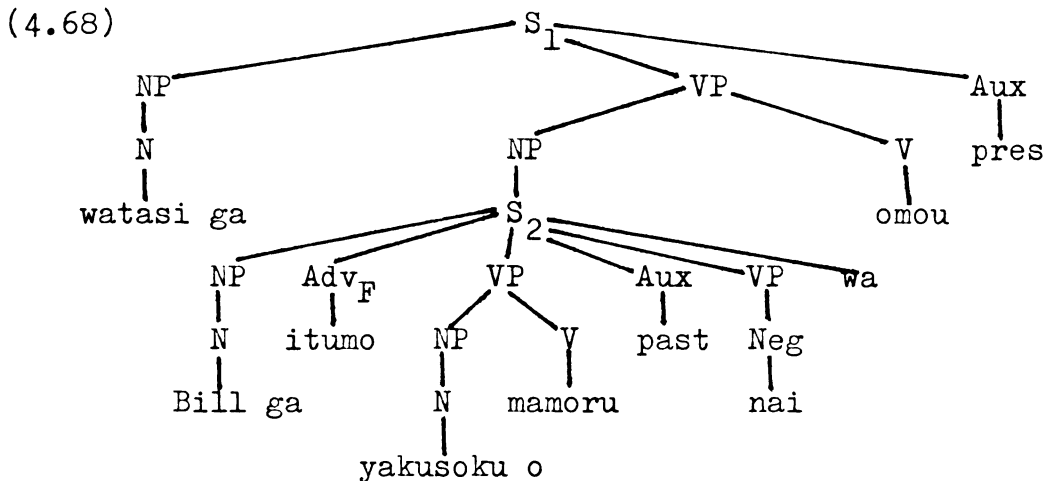 (4.68) S1
NP VP Aux
N NP V pres
watasi ga S2 omou
NP AdvF VP Aux VP wa
N itumo NP V past Neg
Bill ga N mamoru nai
yakusoku o